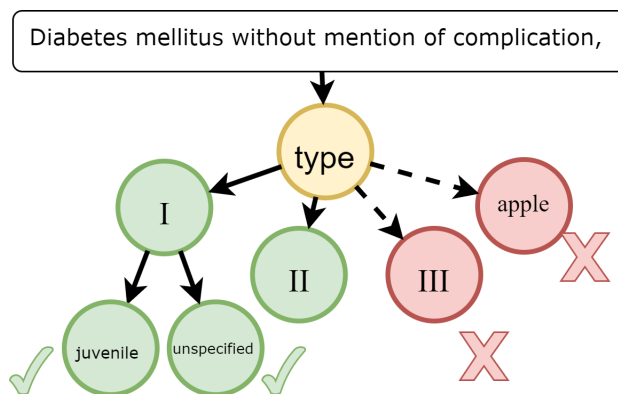 Diabetes mellitus without mention of complication,
type
I
II
III
apple
juvenile
unspecified
X
X